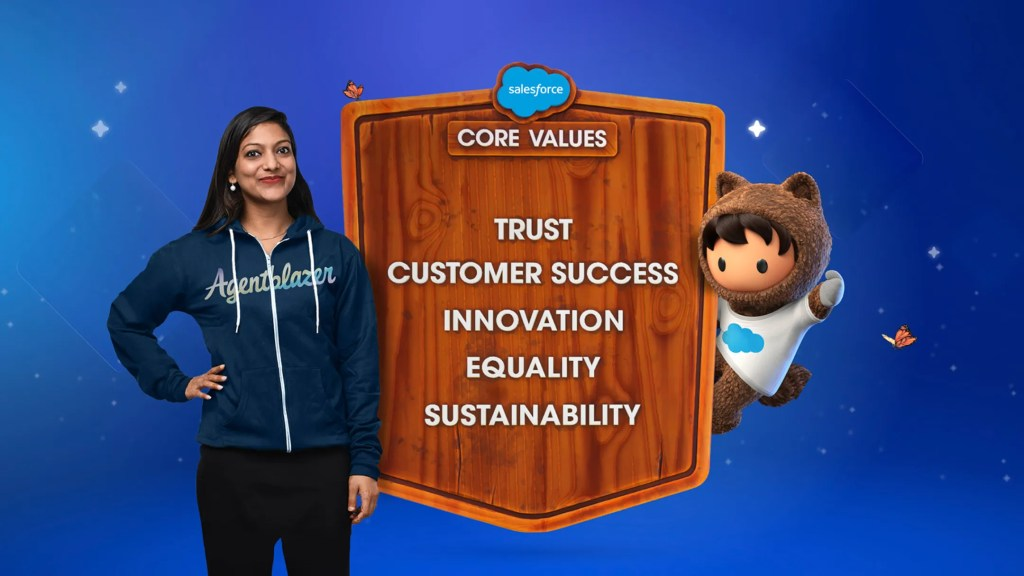 salesforce
CORE VALUES
Agentblazer
TRUST
CUSTOMER SUCCESS
INNOVATION
EQUALITY
SUSTAINABILITY